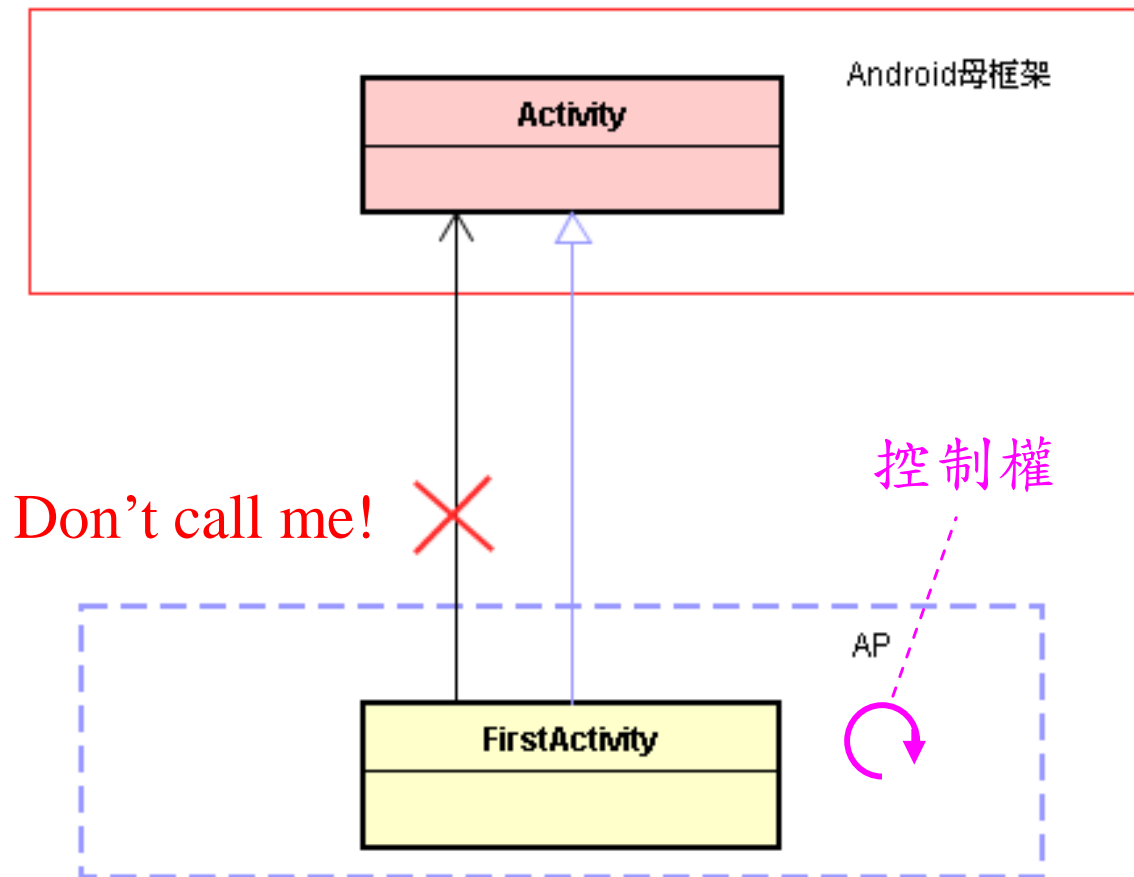 Android母框架
Activity
控制權
Don't call me!
AP
FirstActivity